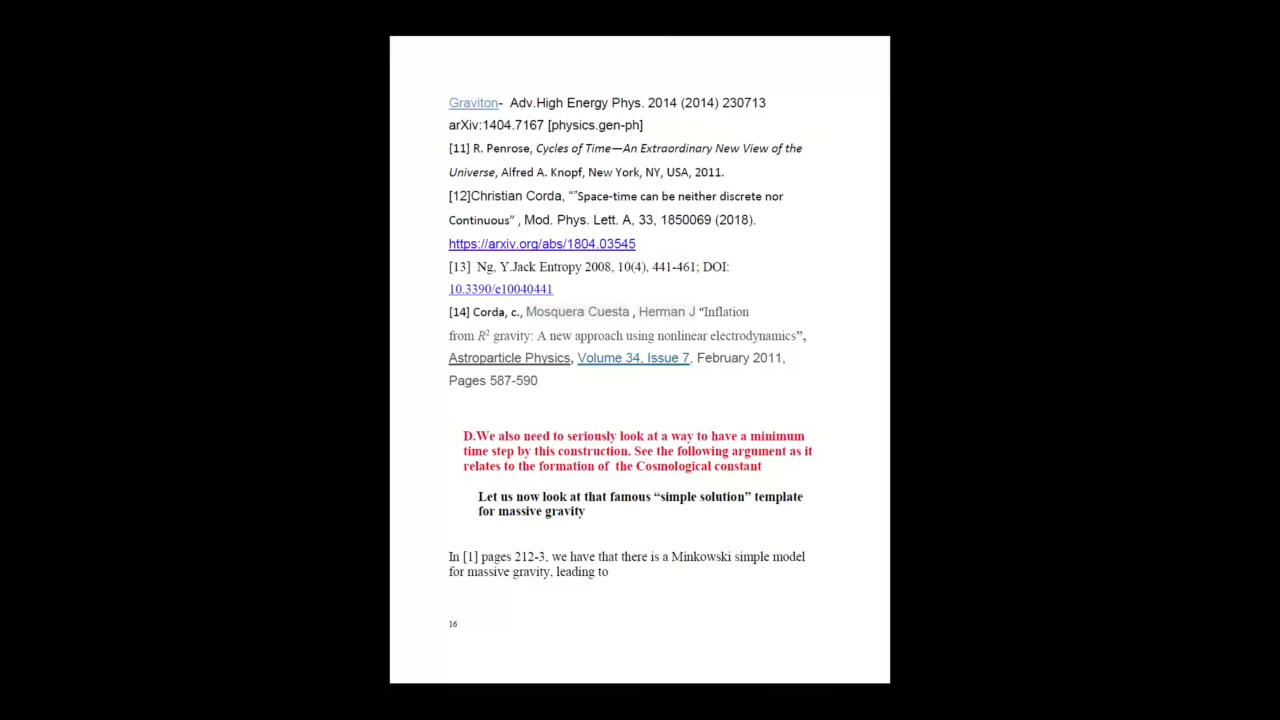 Graviton- Adv.High Energy Phys. 2014 (2014) 230713
arXiv:1404.7167 [physics.gen-ph]
[11] R. Penrose, Cycles of Time—An Extraordinary New View of the
Universe, Alfred A. Knopf, New York, NY, USA, 2011.
[12]Christian Corda, “”Space-time can be neither discrete nor
Continuous” , Mod. Phys. Lett. A, 33, 1850069 (2018).
https://arxiv.org/abs/1804.03545
[13] Ng, Y.Jack Entropy 2008, 10(4), 441-461; DOI:
10.3390/e10040441
[14] Corda, c., Mosquera Cuesta , Herman J “Inflation
from R² gravity: A new approach using nonlinear electrodynamics”,
Astroparticle Physics, Volume 34, Issue 7, February 2011,
Pages 587-590
D.We also need to seriously look at a way to have a minimum
time step by this construction. See the following argument as it
relates to the formation of the Cosmological constant
Let us now look at that famous “simple solution” template
for massive gravity
In [1] pages 212-3, we have that there is a Minkowski simple model
for massive gravity, leading to
16